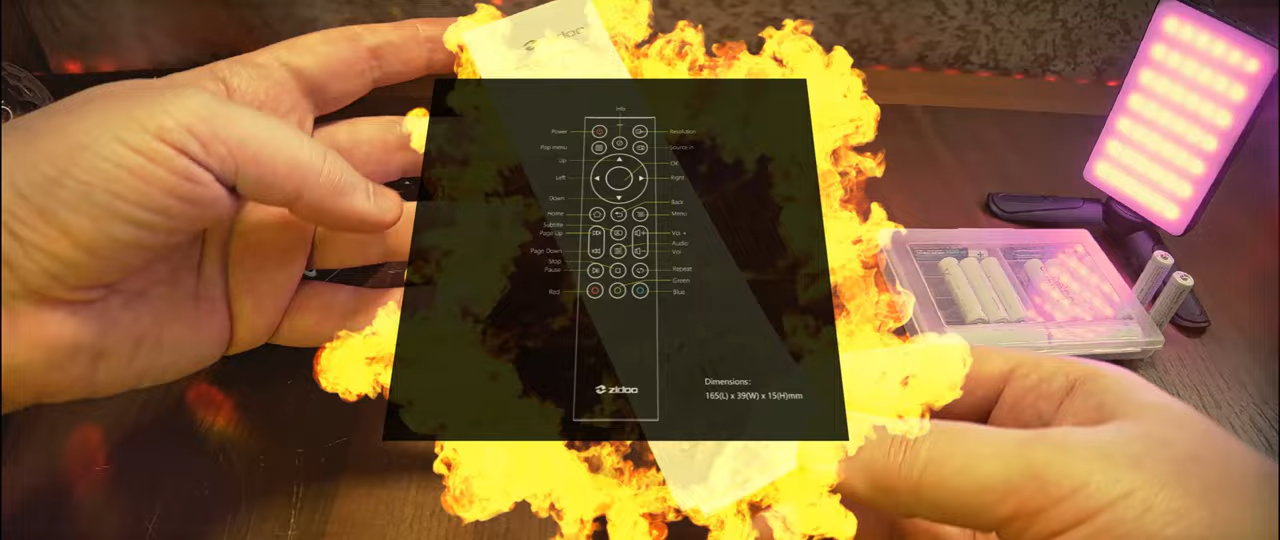 zidoo
Info
Power
Resolution
Pop menu
Source in
Up
OK
Left
Right
Down
Back
Home
Menu
Subtitle
Page Up
Vol +
Audio
Page Down
Vol -
Stop
Pause
Repeat
Green
Red
Blue
zidoo
Dimensions:
165(L) x 39(W) x 15(H)mm